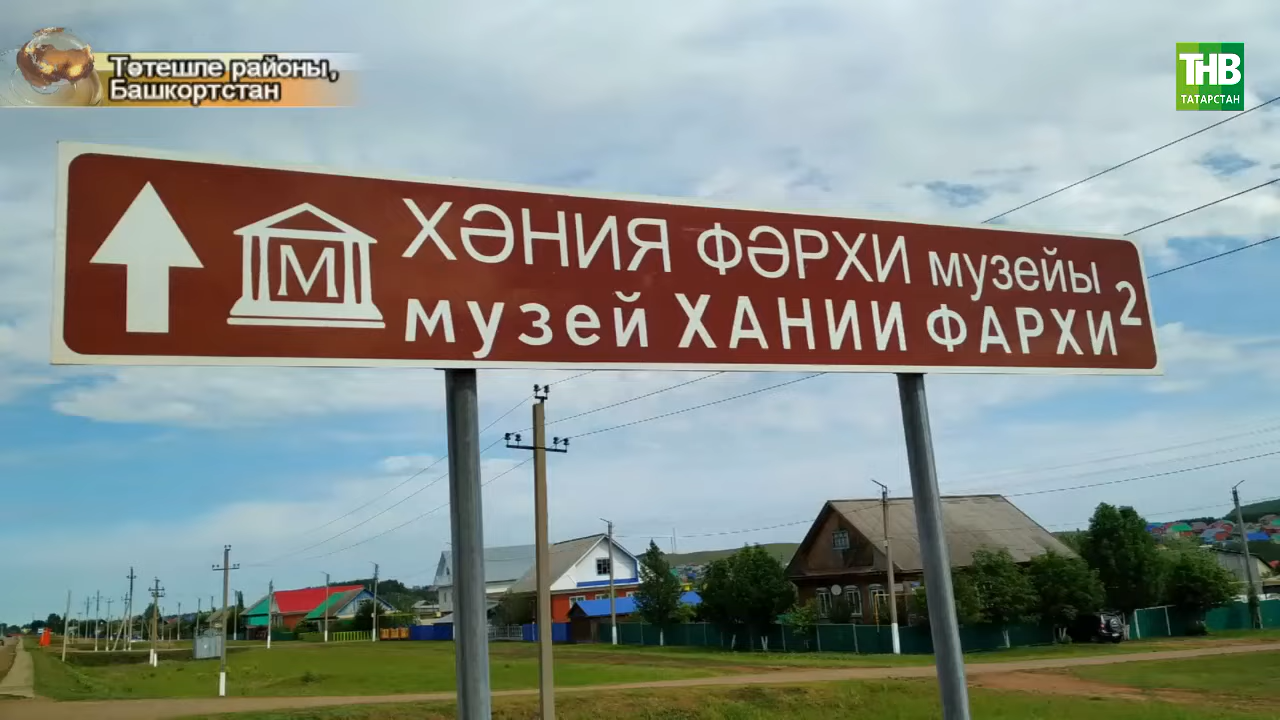 Төтешле районы,
Башкортстан
ТНВ
ТАТАРСТАН
М
ХӘНИЯ ФӘРХИ музейы
музей ХАНИИ ФАРХИ 2